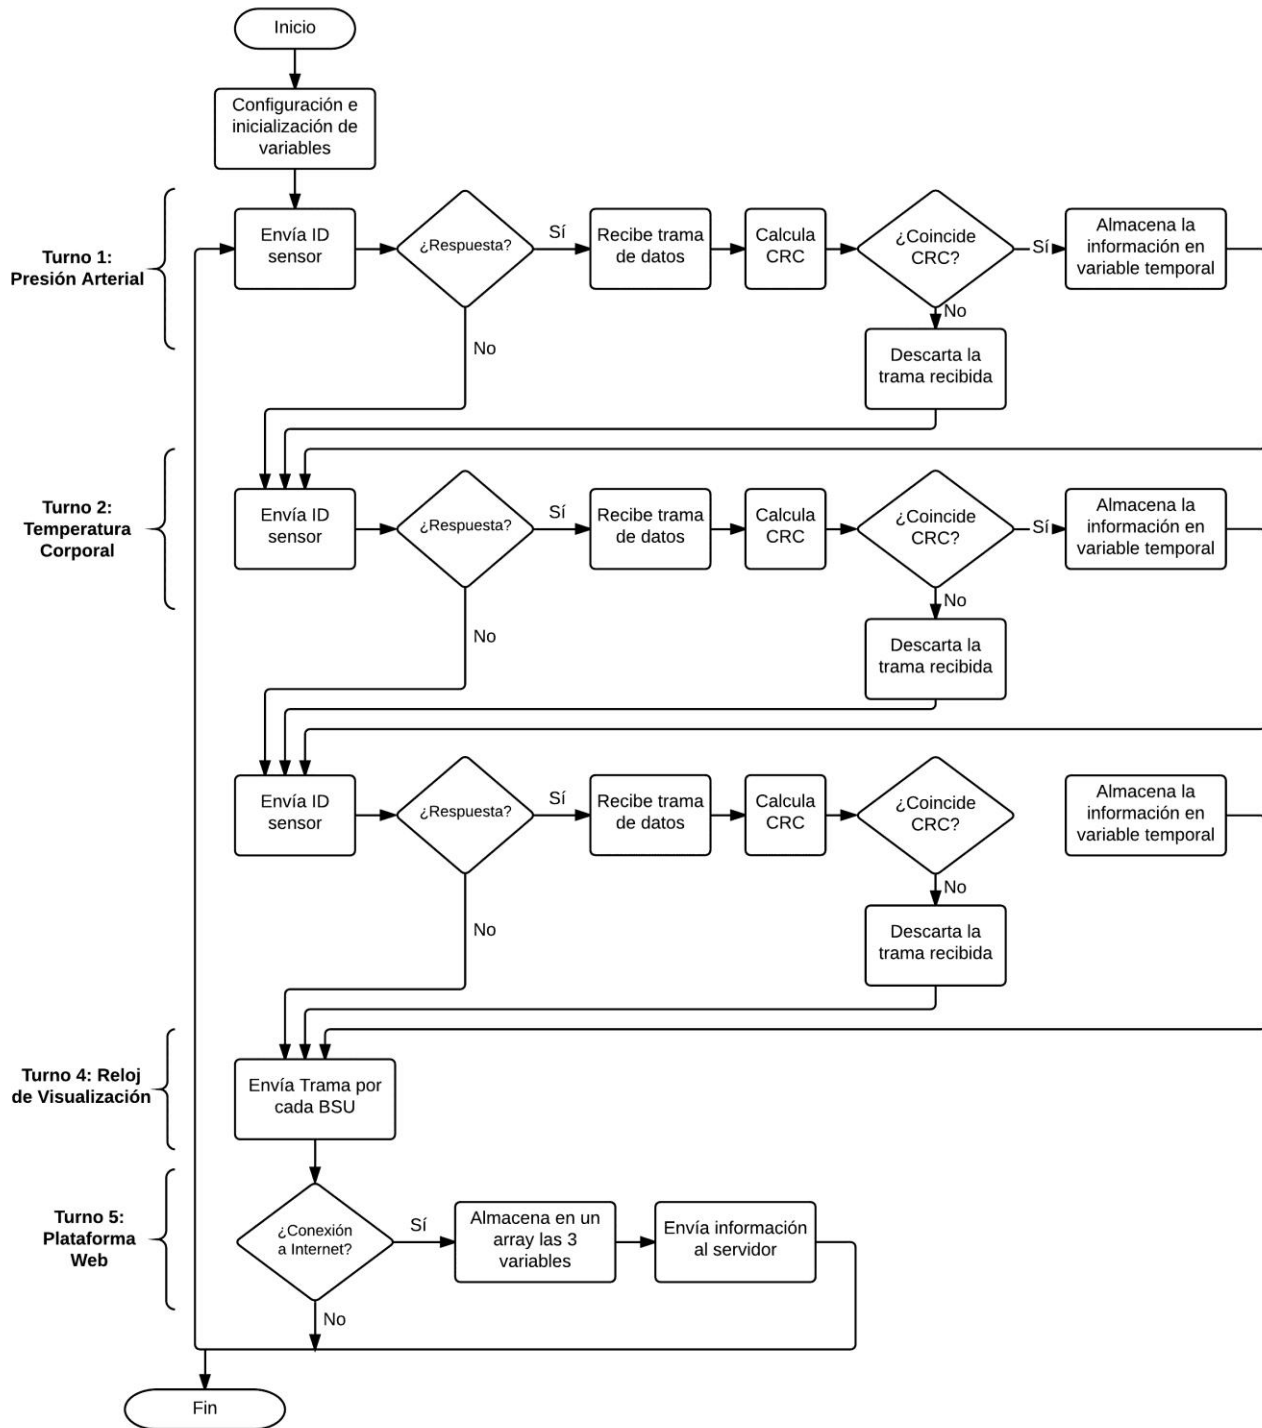 Inicio
Configuración e
inicialización de
variables
Turno 1:
Presión Arterial
Envía ID
sensor
¿Respuesta?
Sí
Recibe trama
de datos
Calcula
CRC
¿Coincide
CRC?
Sí
Almacena la
información en
variable temporal
No
No
Descarta la
trama recibida
Turno 2:
Temperatura
Corporal
Envía ID
sensor
¿Respuesta?
Sí
Recibe trama
de datos
Calcula
CRC
¿Coincide
CRC?
Sí
Almacena la
información en
variable temporal
No
No
Descarta la
trama recibida
Envía ID
sensor
¿Respuesta?
Sí
Recibe trama
de datos
Calcula
CRC
¿Coincide
CRC?
Almacena la
información en
variable temporal
No
No
Descarta la
trama recibida
Turno 4: Reloj
de Visualización
Envía Trama por
cada BSU
Turno 5:
Plataforma
Web
¿Conexión
a Internet?
Sí
Almacena en un
array las 3
variables
Envía información
al servidor
No
Fin